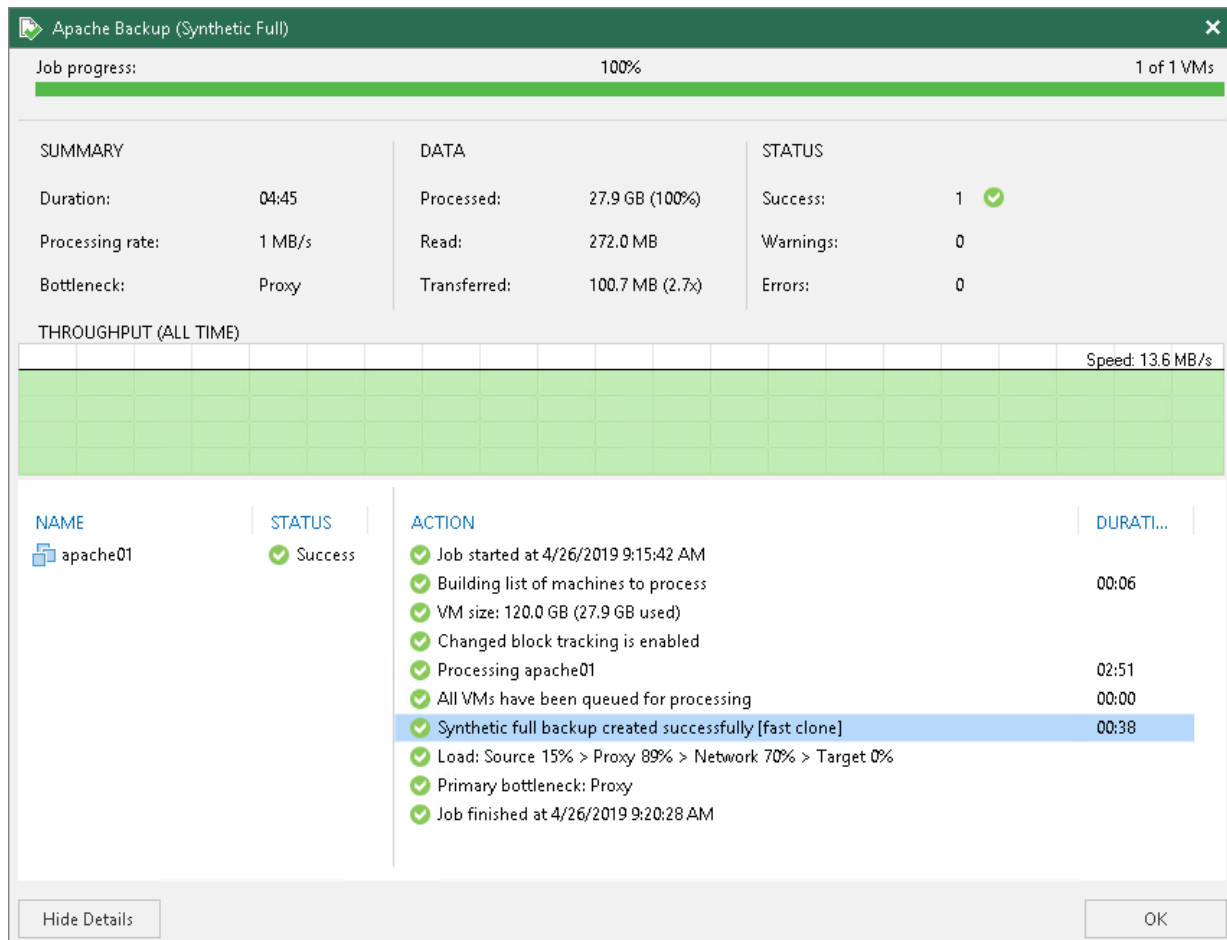 Apache Backup (Synthetic Full)
Job progress: 100% 1 of 1 VMs
SUMMARY DATA STATUS
Duration: 04:45 Processed: 27.9 GB (100%) Success: 1
Processing rate: 1 MB/s Read: 272.0 MB Warnings: 0
Bottleneck: Proxy Transferred: 100.7 MB (2.7x) Errors: 0
THROUGHPUT (ALL TIME)
Speed: 13.6 MB/s
NAME STATUS ACTION DURATI...
apache01 Success Job started at 4/26/2019 9:15:42 AM
Building list of machines to process 00:06
VM size: 120.0 GB (27.9 GB used)
Changed block tracking is enabled
Processing apache01 02:51
All VMs have been queued for processing 00:00
Synthetic full backup created successfully [fast clone] 00:38
Load: Source 15% > Proxy 89% > Network 70% > Target 0%
Primary bottleneck: Proxy
Job finished at 4/26/2019 9:20:28 AM
Hide Details OK